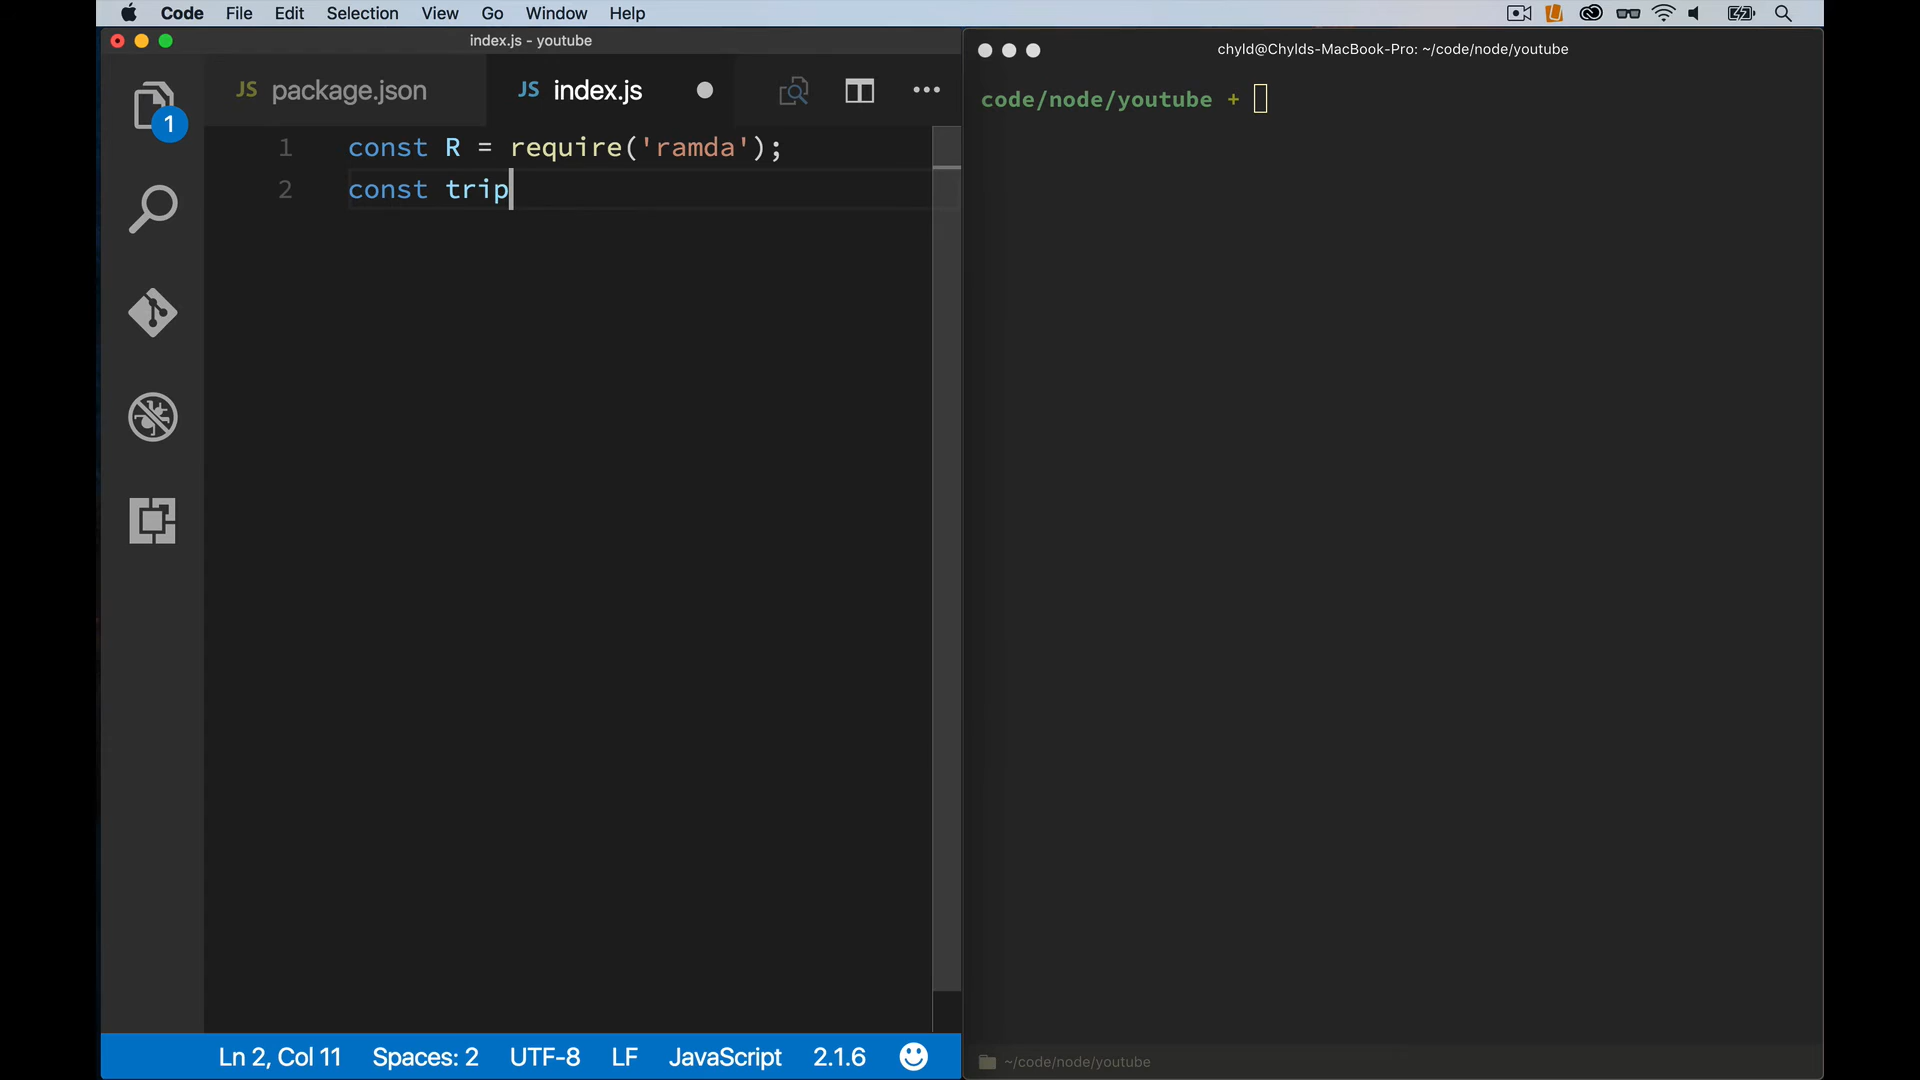 Code File Edit Selection View Go Window Help
index.js - youtube
JS package.json JS index.js
1
1 const R = require('ramda');
2 const trip
Ln 2, Col 11 Spaces: 2 UTF-8 LF JavaScript 2.1.6
chyld@Chylds-MacBook-Pro: ~/code/node/youtube
code/node/youtube +
~/code/node/youtube